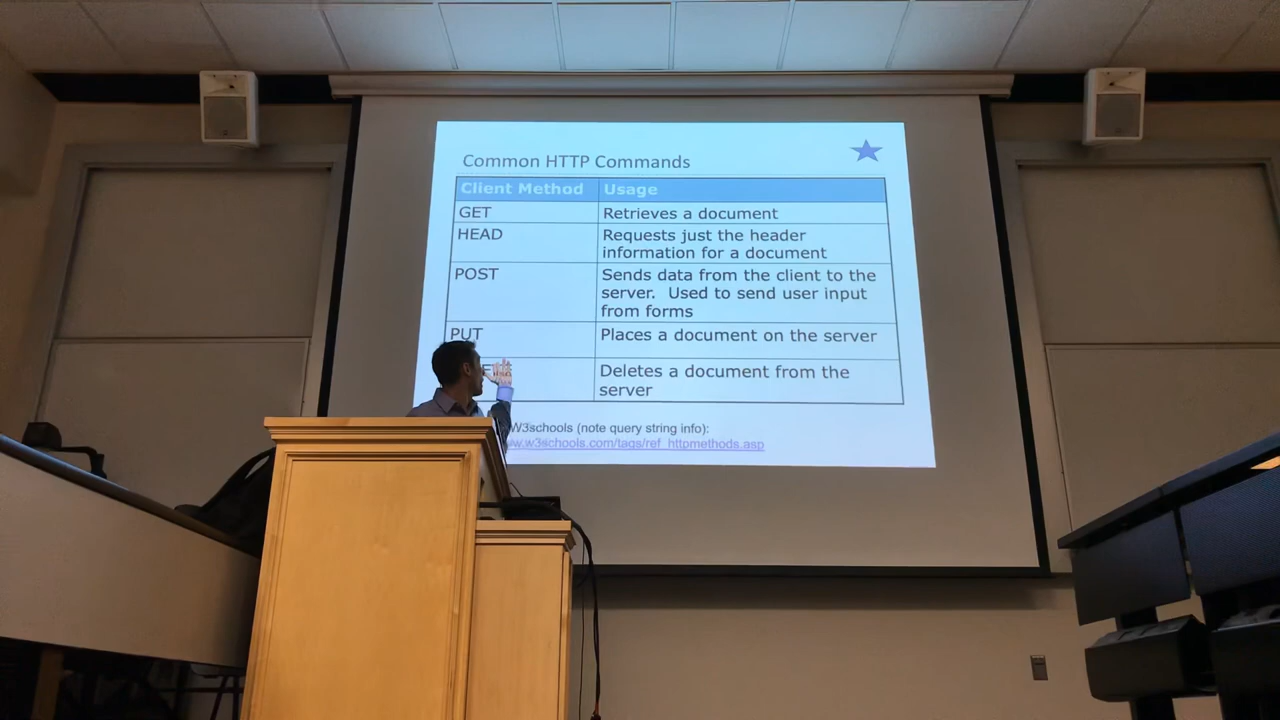 Common HTTP Commands
Client Method Usage
GET Retrieves a document
HEAD Requests just the header
information for a document
POST Sends data from the client to the
server. Used to send user input
from forms
PUT Places a document on the server
Deletes a document from the
server
W3schools (note query string info):
w.w3schools.com/tags/ref_httpmethods.asp